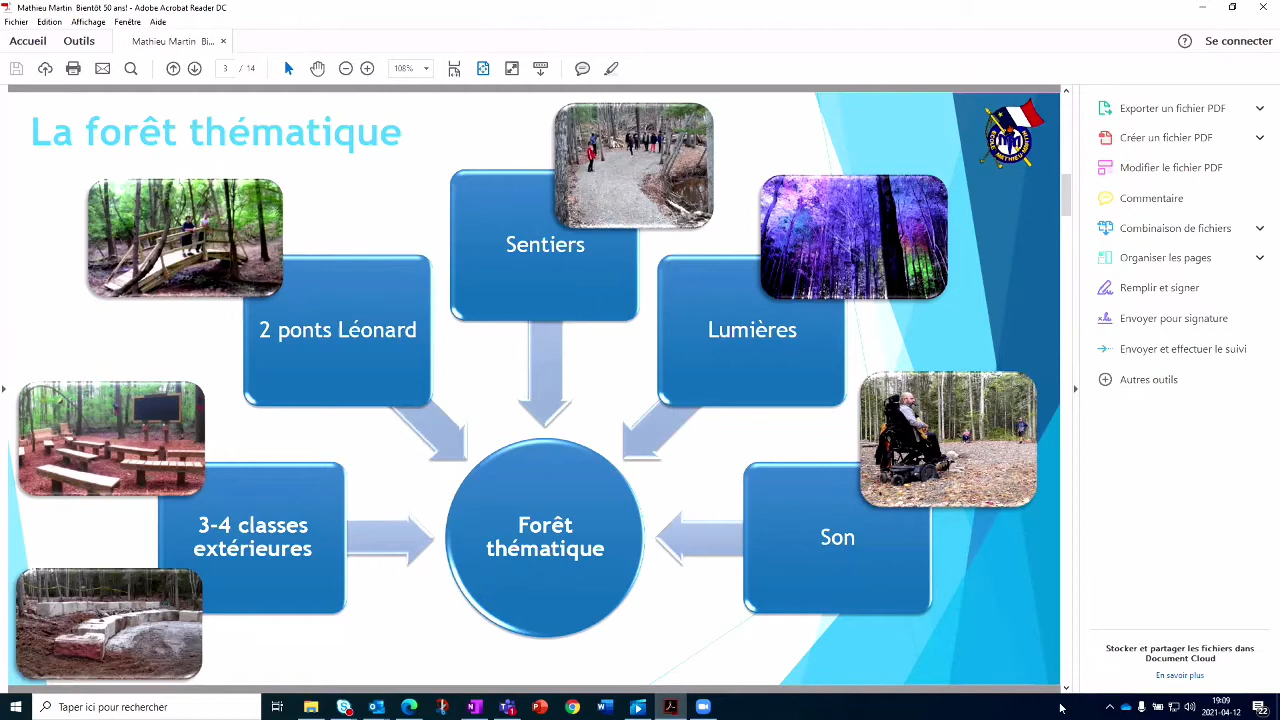 Mathieu Martin  Bientôt 50 ans! - Adobe Acrobat Reader DC
Fichier  Edition  Affichage  Fenêtre  Aide
Accueil  Outils  Mathieu Martin  Bi...  ×  Se connecter
3 / 14  108%
La forêt thématique
Sentiers
2 ponts Léonard
Lumières
3-4 classes
extérieures
Forêt
thématique
Son
Exporter un fichier PDF
Créer un fichier PDF
Modifier le fichier PDF
Commentaire
Combinaison de fichiers
Organiser les pages
Remplir et signer
Envoyer pour signature
Envoyer et effectuer le suivi
Autres outils
Stocker et partager les fichiers dans
Document Cloud
En savoir plus
Taper ici pour rechercher
19:09
2021-04-12